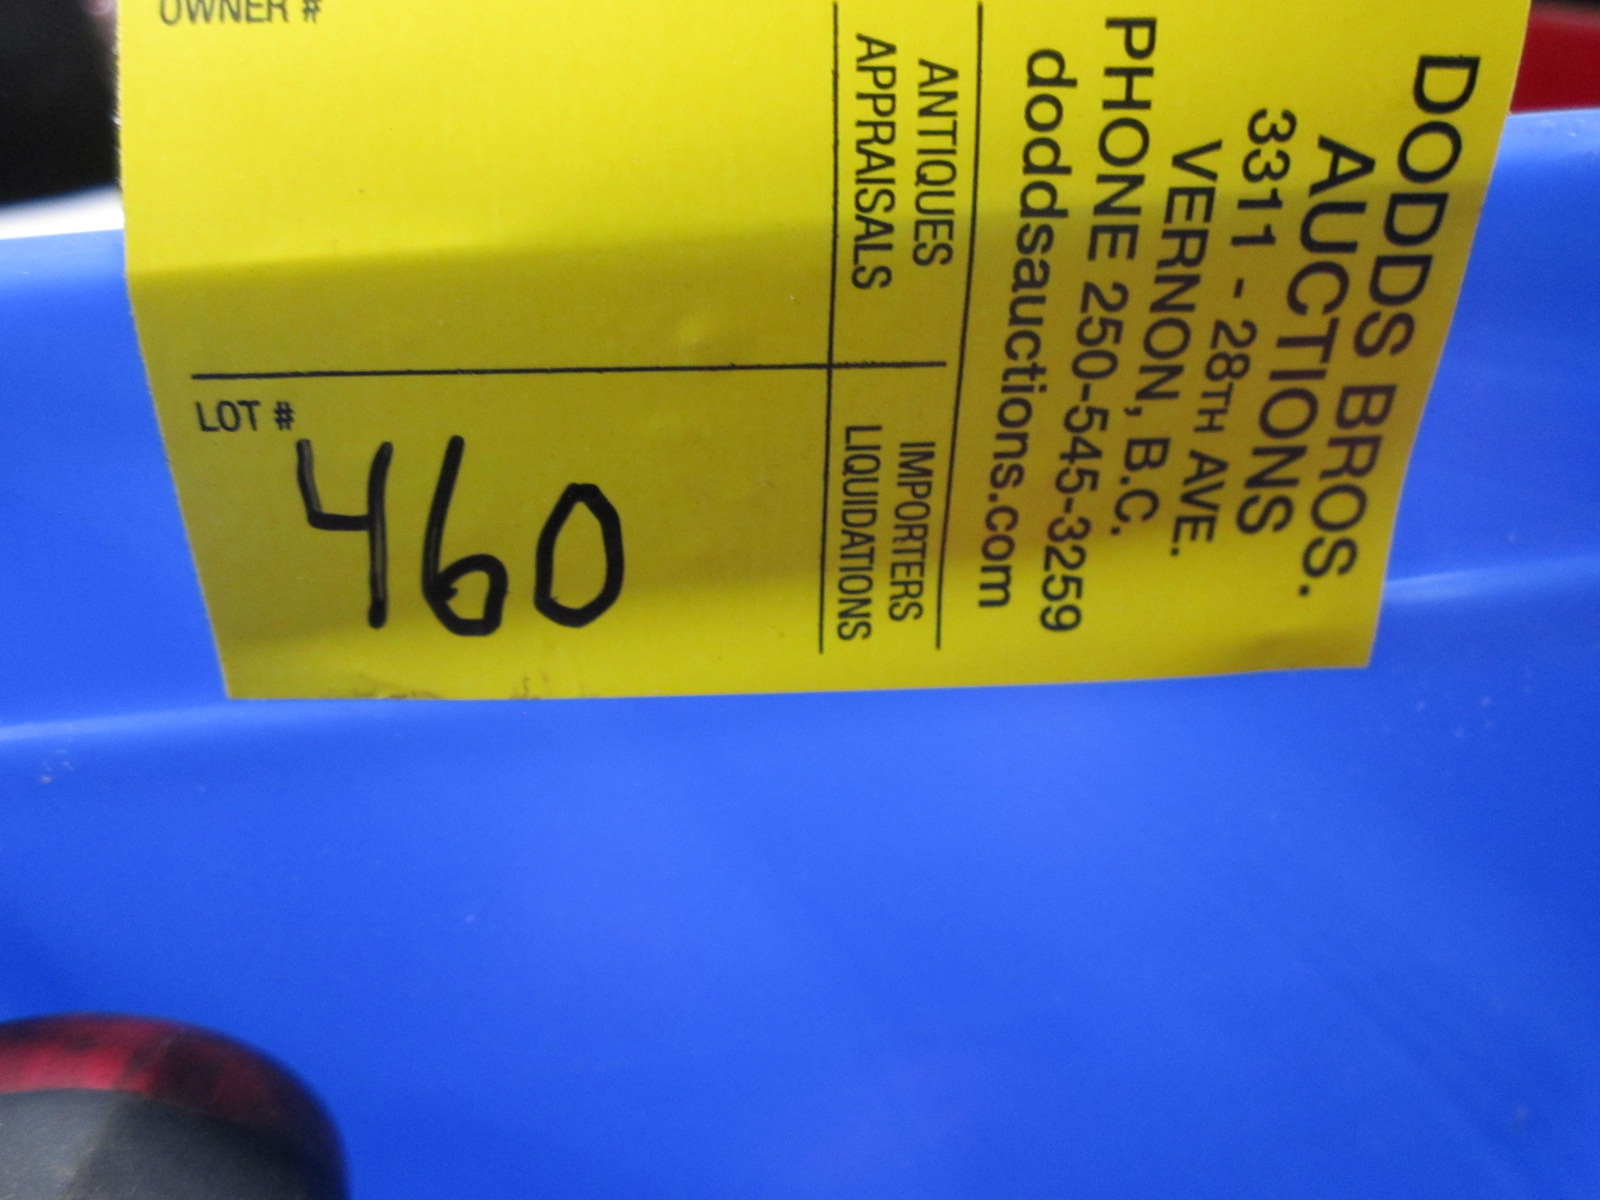 OWNER #
LOT #
460
DODDS BROS.
AUCTIONS
3311 - 28TH AVE.
VERNON, B.C.
PHONE 250-545-3259
doddsauctions.com
ANTIQUES IMPORTERS
APPRAISALS LIQUIDATIONS